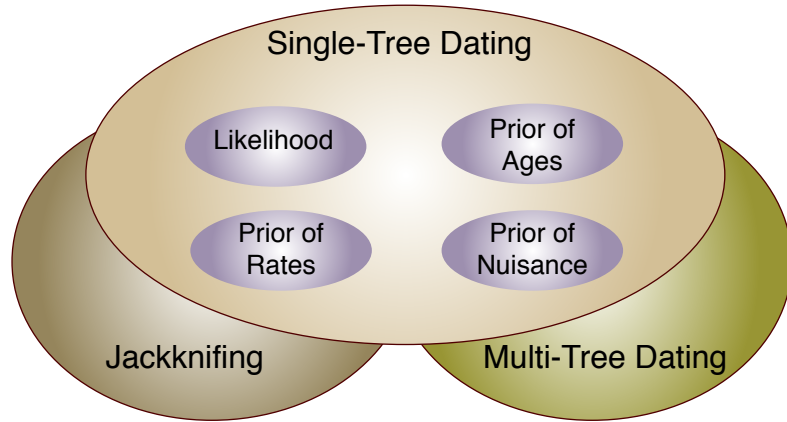 Single-Tree Dating
Likelihood
Prior of
Ages
Prior of
Rates
Prior of
Nuisance
Jackknifing
Multi-Tree Dating